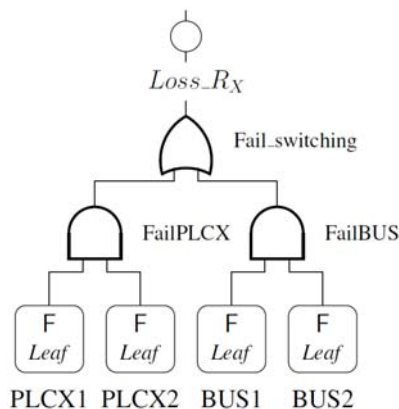 Loss_R_X
Fail_switching
FailPLCX
FailBUS
F F F F
Leaf Leaf Leaf Leaf
PLCX1 PLCX2 BUS1 BUS2